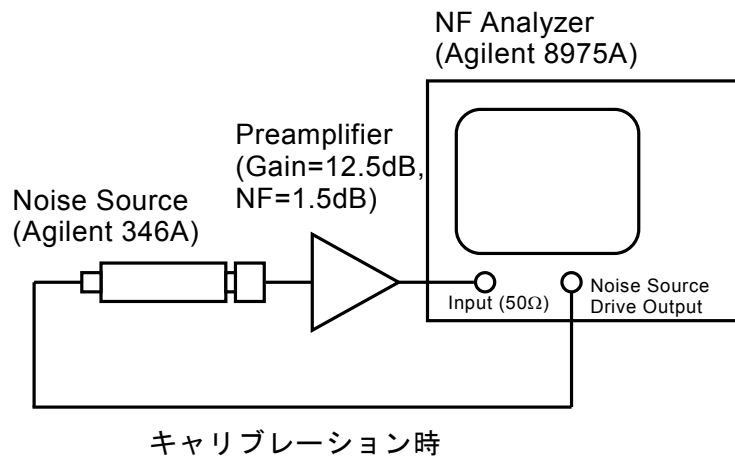 NF Analyzer
(Agilent 8975A)
Preamplifier
(Gain=12.5dB,
NF=1.5dB)
Noise Source
(Agilent 346A)
Input (50Ω)
Noise Source
Drive Output
キャリブレーション時